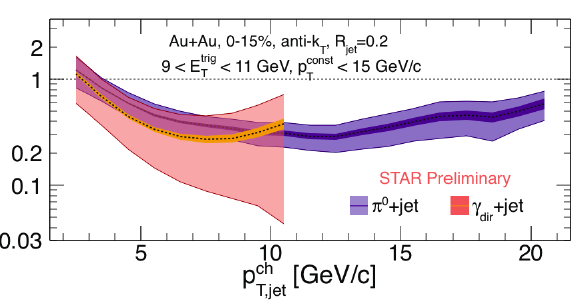 Au+Au, 0-15%, anti-k_T, R_jet=0.2
9 < E_T^trig < 11 GeV, p_T^const < 15 GeV/c
2
1
0.2
0.1
0.03
STAR Preliminary
π⁰+jet
γ_dir+jet
5
10
15
20
p_T,jet^ch [GeV/c]